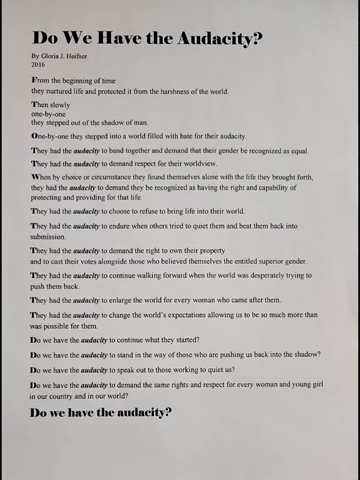 Do We Have the Audacity?
By Gloria J. Heifner
2016
From the beginning of time
they nurtured life and protected it from the harshness of the world.
Then slowly
one-by-one
they stepped out of the shadow of man.
One-by-one they stepped into a world filled with hate for their audacity.
They had the audacity to band together and demand that their gender be recognized as equal.
They had the audacity to demand respect for their worldview.
When by choice or circumstance they found themselves alone with the life they brought forth,
they had the audacity to demand they be recognized as having the right and capability of
protecting and providing for that life.
They had the audacity to choose to refuse to bring life into their world.
They had the audacity to endure when others tried to quiet them and beat them back into
submission.
They had the audacity to demand the right to own their property
and to cast their votes alongside those who believed themselves the entitled superior gender.
They had the audacity to continue walking forward when the world was desperately trying to
push them back.
They had the audacity to enlarge the world for every woman who came after them.
They had the audacity to change the world's expectations allowing us to be so much more than
was possible for them.
Do we have the audacity to continue what they started?
Do we have the audacity to stand in the way of those who are pushing us back into the shadow?
Do we have the audacity to speak out to those working to quiet us?
Do we have the audacity to demand the same rights and respect for every woman and young girl
in our country and in our world?
Do we have the audacity?